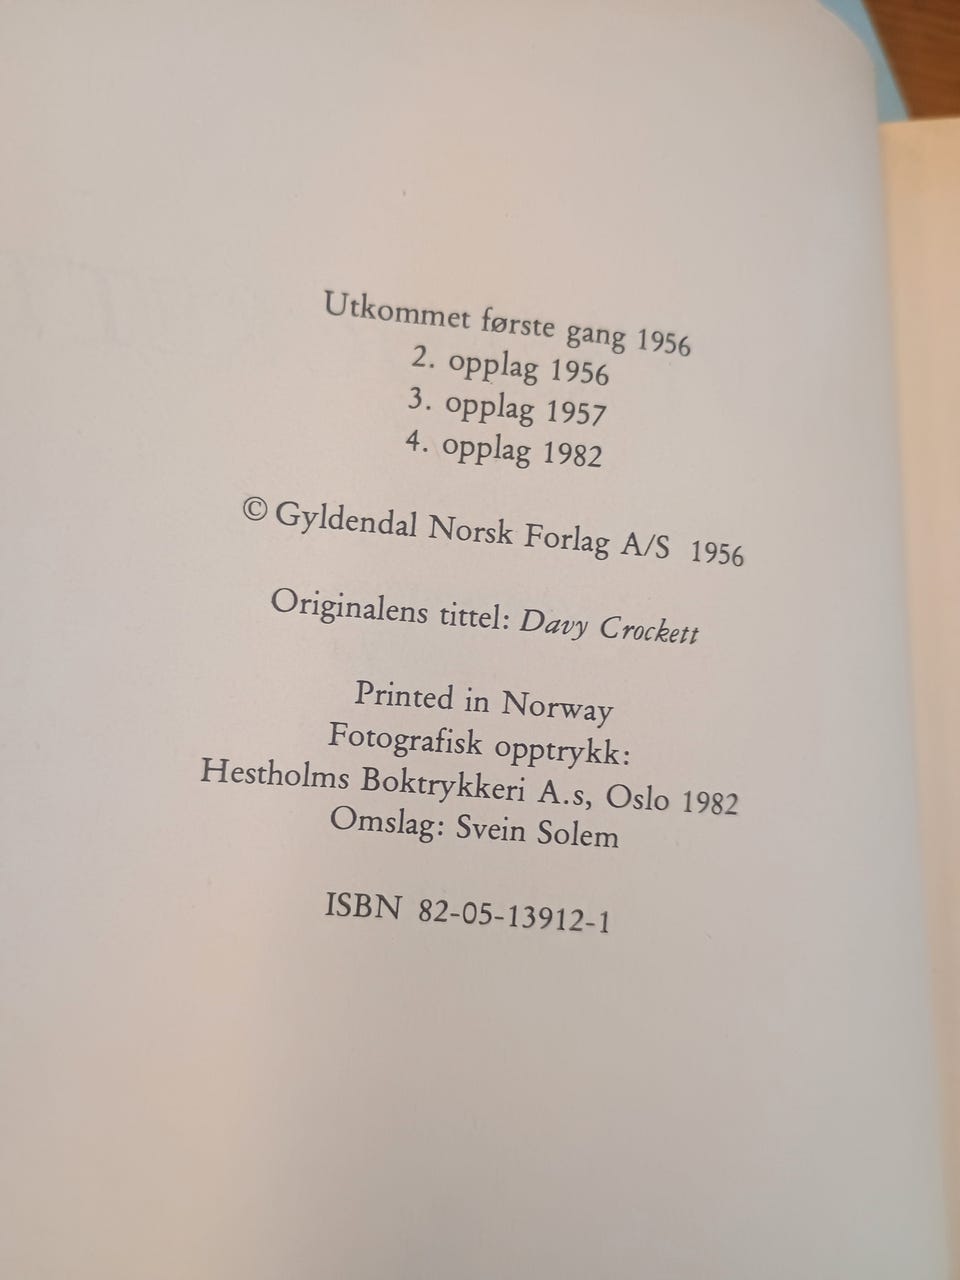 Utkommet første gang 1956
2. opplag 1956
3. opplag 1957
4. opplag 1982
© Gyldendal Norsk Forlag A/S 1956
Originalens tittel: Davy Crockett
Printed in Norway
Fotografisk opptrykk:
Hestholms Boktrykkeri A.s, Oslo 1982
Omslag: Svein Solem
ISBN 82-05-13912-1